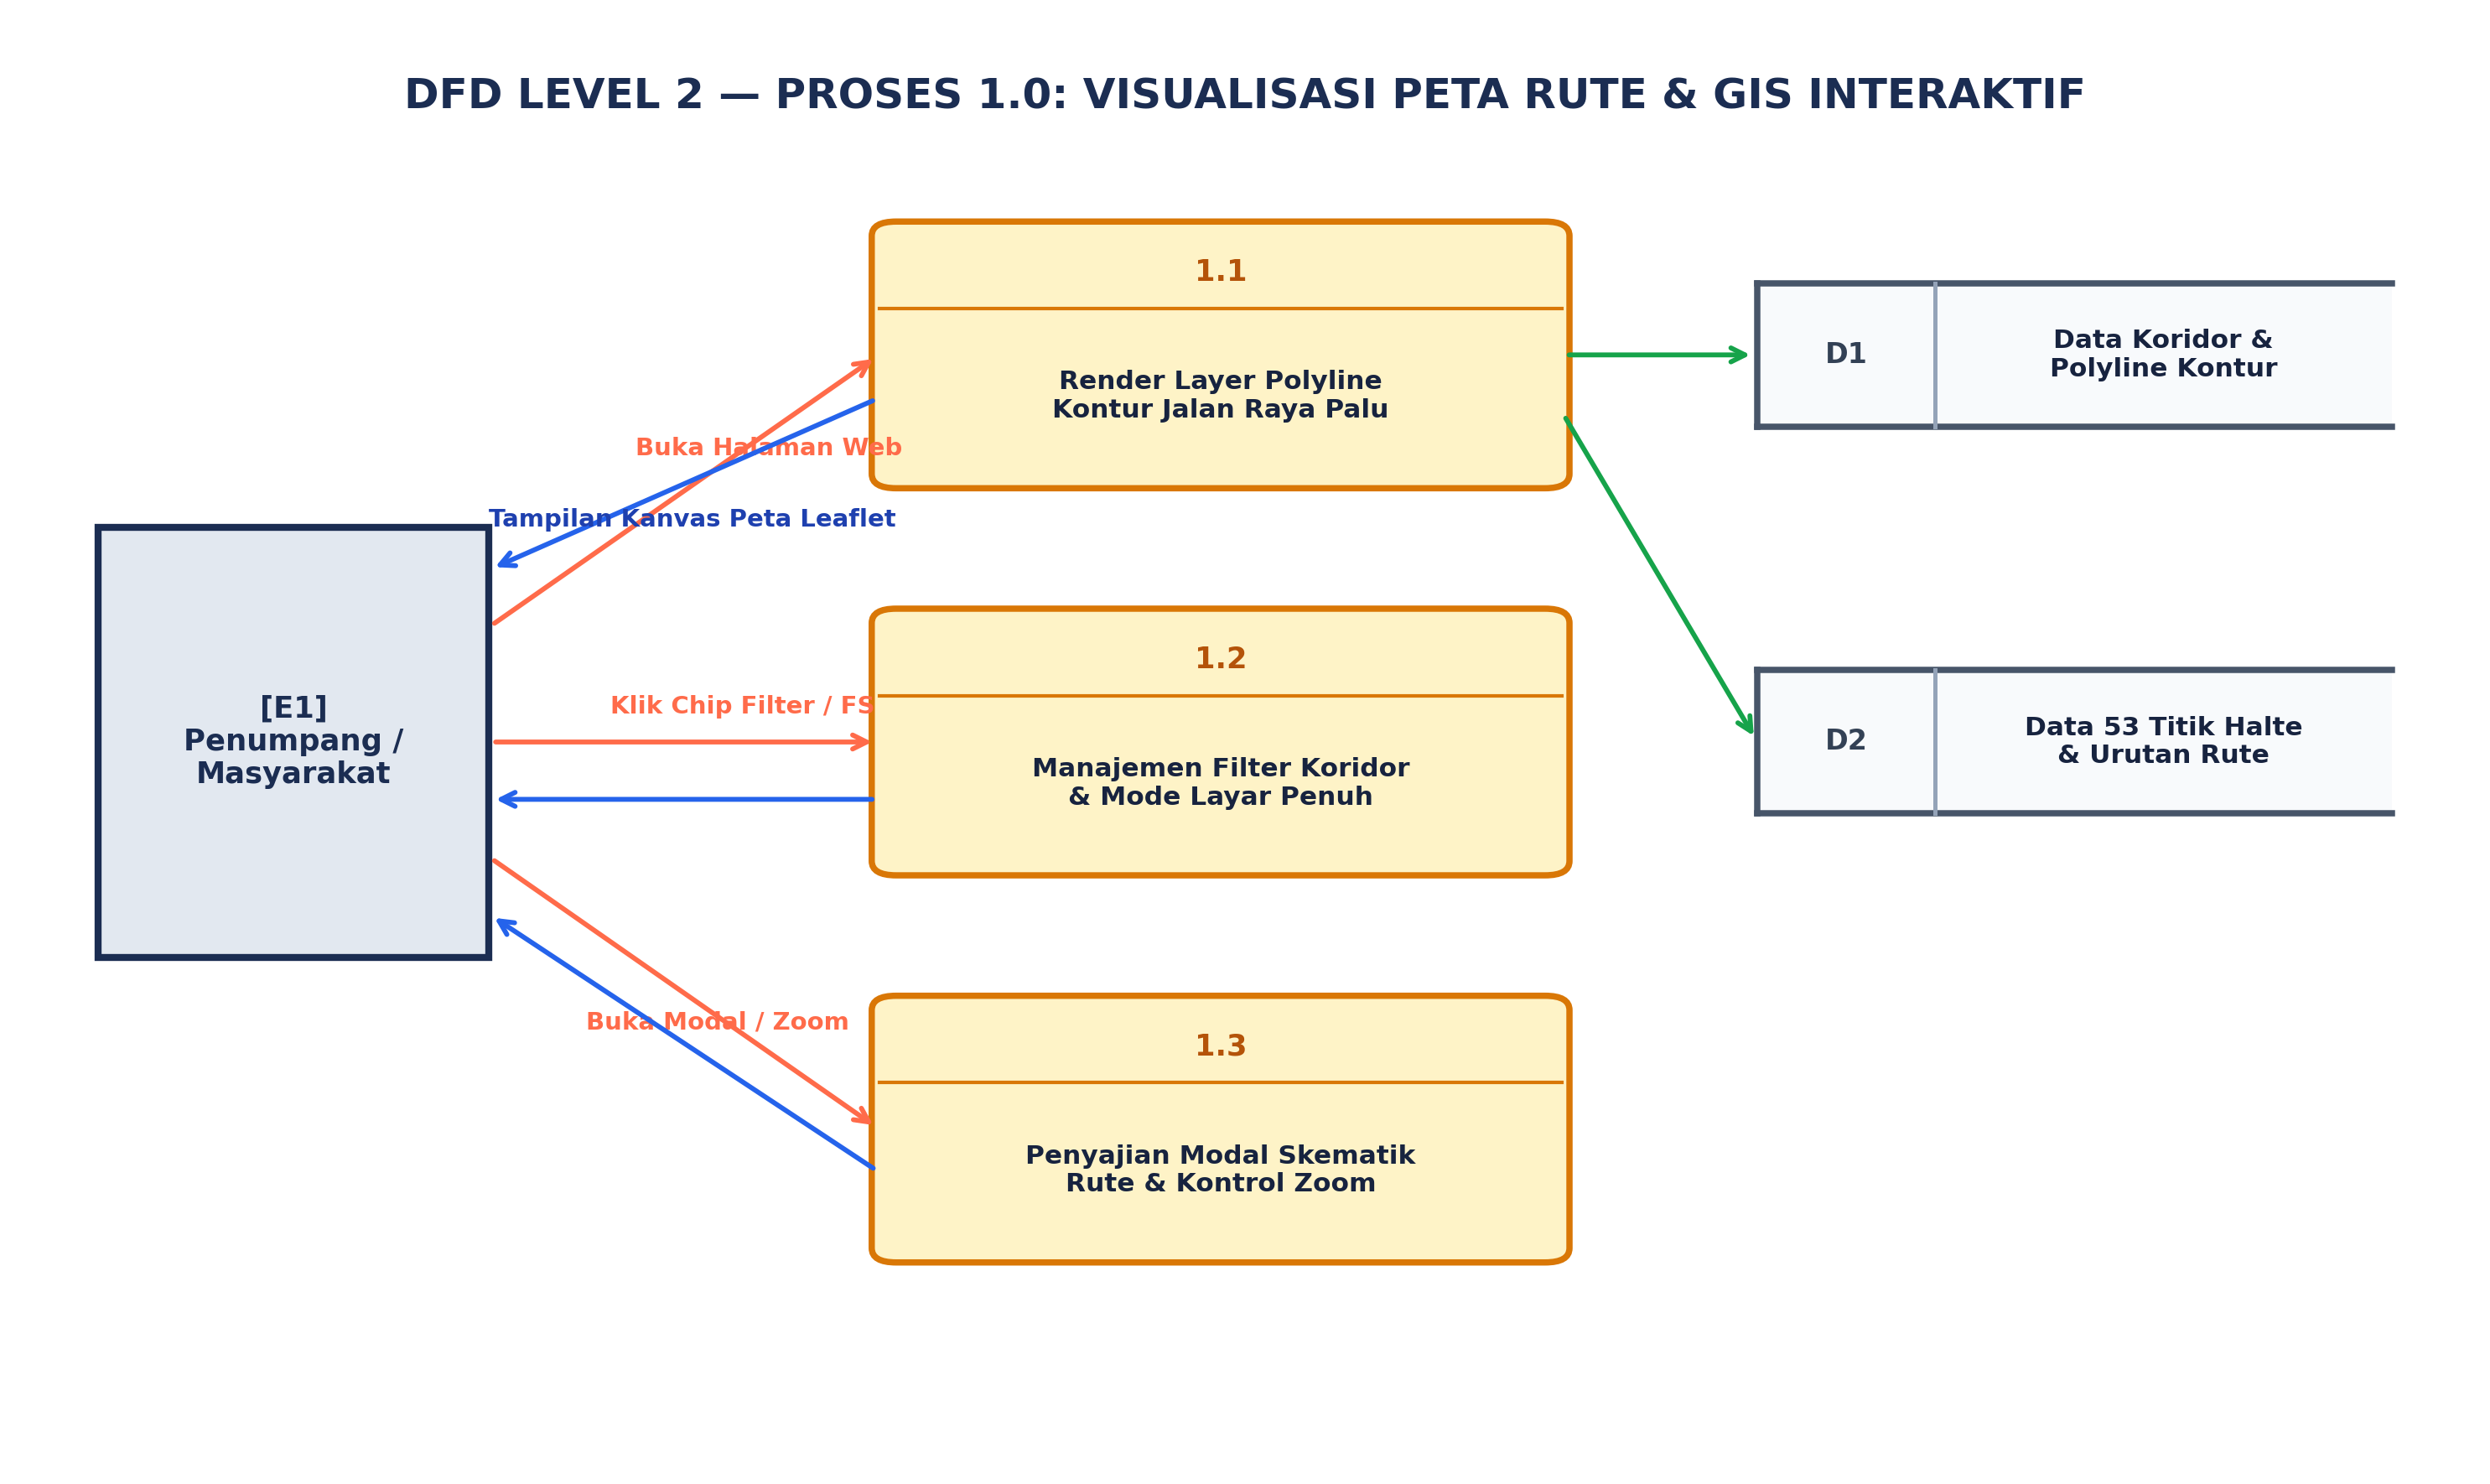 DFD LEVEL 2 — PROSES 1.0: VISUALISASI PETA RUTE & GIS INTERAKTIF
1.1
Render Layer Polyline
Kontur Jalan Raya Palu
D1
Data Koridor &
Polyline Kontur
Buka Halaman Web
Tampilan Kanvas Peta Leaflet
[E1]
Penumpang /
Masyarakat
Klik Chip Filter / FS
1.2
Manajemen Filter Koridor
& Mode Layar Penuh
D2
Data 53 Titik Halte
& Urutan Rute
Buka Modal / Zoom
1.3
Penyajian Modal Skematik
Rute & Kontrol Zoom